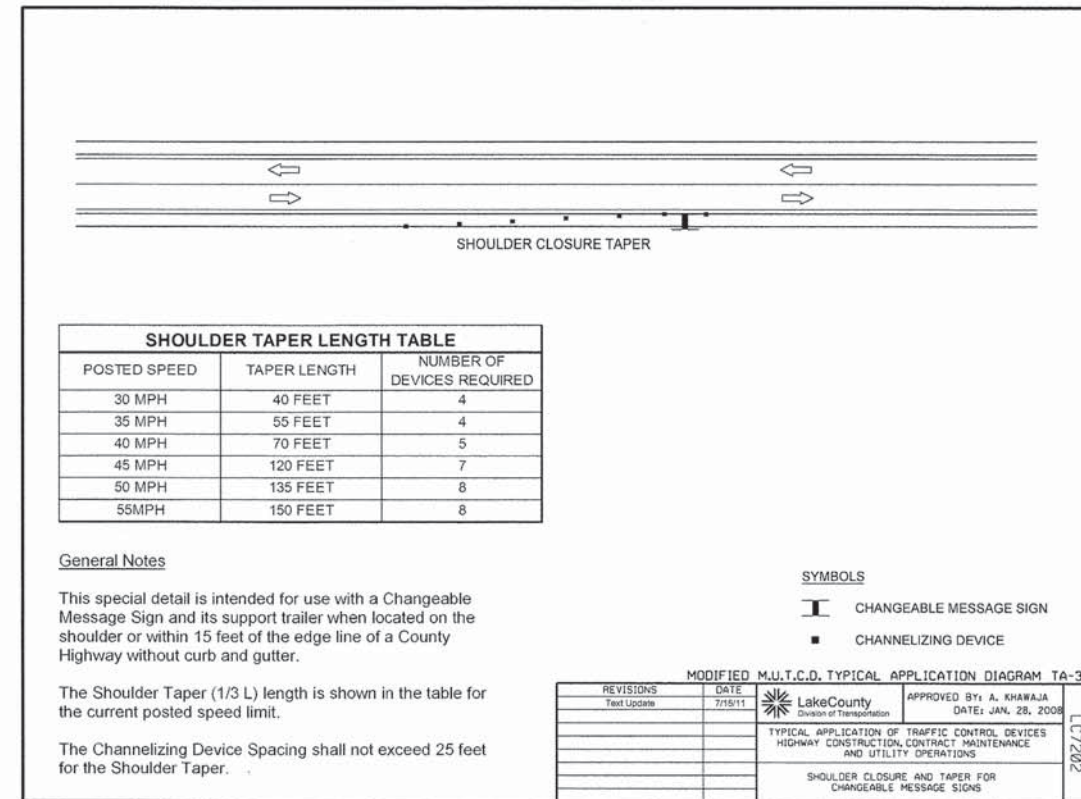 SHOULDER CLOSURE TAPER
SHOULDER TAPER LENGTH TABLE
POSTED SPEED TAPER LENGTH NUMBER OF DEVICES REQUIRED
30 MPH 40 FEET 4
35 MPH 55 FEET 4
40 MPH 70 FEET 5
45 MPH 120 FEET 7
50 MPH 135 FEET 8
55MPH 150 FEET 8
General Notes
This special detail is intended for use with a Changeable
Message Sign and its support trailer when located on the
shoulder or within 15 feet of the edge line of a County
Highway without curb and gutter.
The Shoulder Taper (1/3 L) length is shown in the table for
the current posted speed limit.
The Channelizing Device Spacing shall not exceed 25 feet
for the Shoulder Taper.
SYMBOLS
CHANGEABLE MESSAGE SIGN
CHANNELIZING DEVICE
MODIFIED M.U.T.C.D. TYPICAL APPLICATION DIAGRAM TA-3
REVISIONS DATE
Text Update 7/15/11
LakeCounty
Division of Transportation
APPROVED BY: A. KHAWAJA
DATE: JAN. 28, 2008
TYPICAL APPLICATION OF TRAFFIC CONTROL DEVICES
HIGHWAY CONSTRUCTION, CONTRACT MAINTENANCE
AND UTILITY OPERATIONS
SHOULDER CLOSURE AND TAPER FOR
CHANGEABLE MESSAGE SIGNS
LC7202